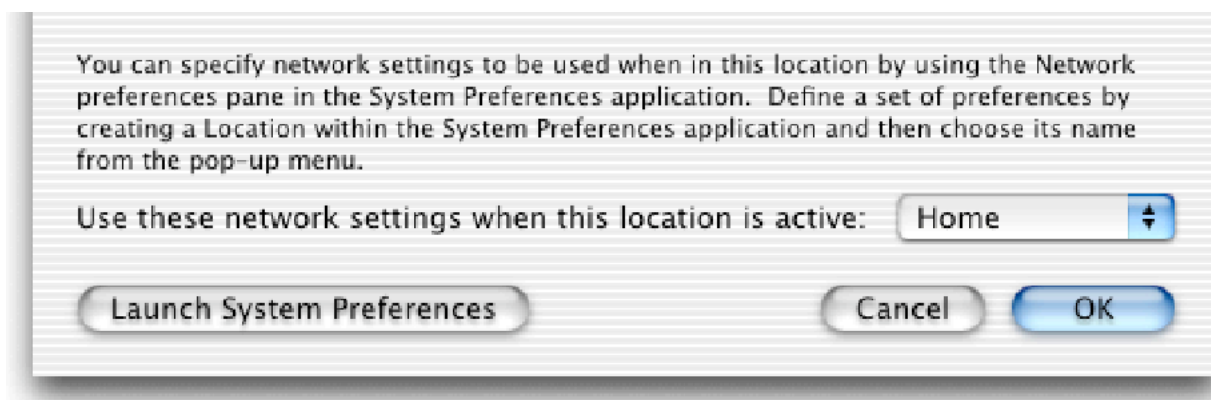 You can specify network settings to be used when in this location by using the Network
preferences pane in the System Preferences application.  Define a set of preferences by
creating a Location within the System Preferences application and then choose its name
from the pop-up menu.
Use these network settings when this location is active: Home
Launch System Preferences Cancel OK